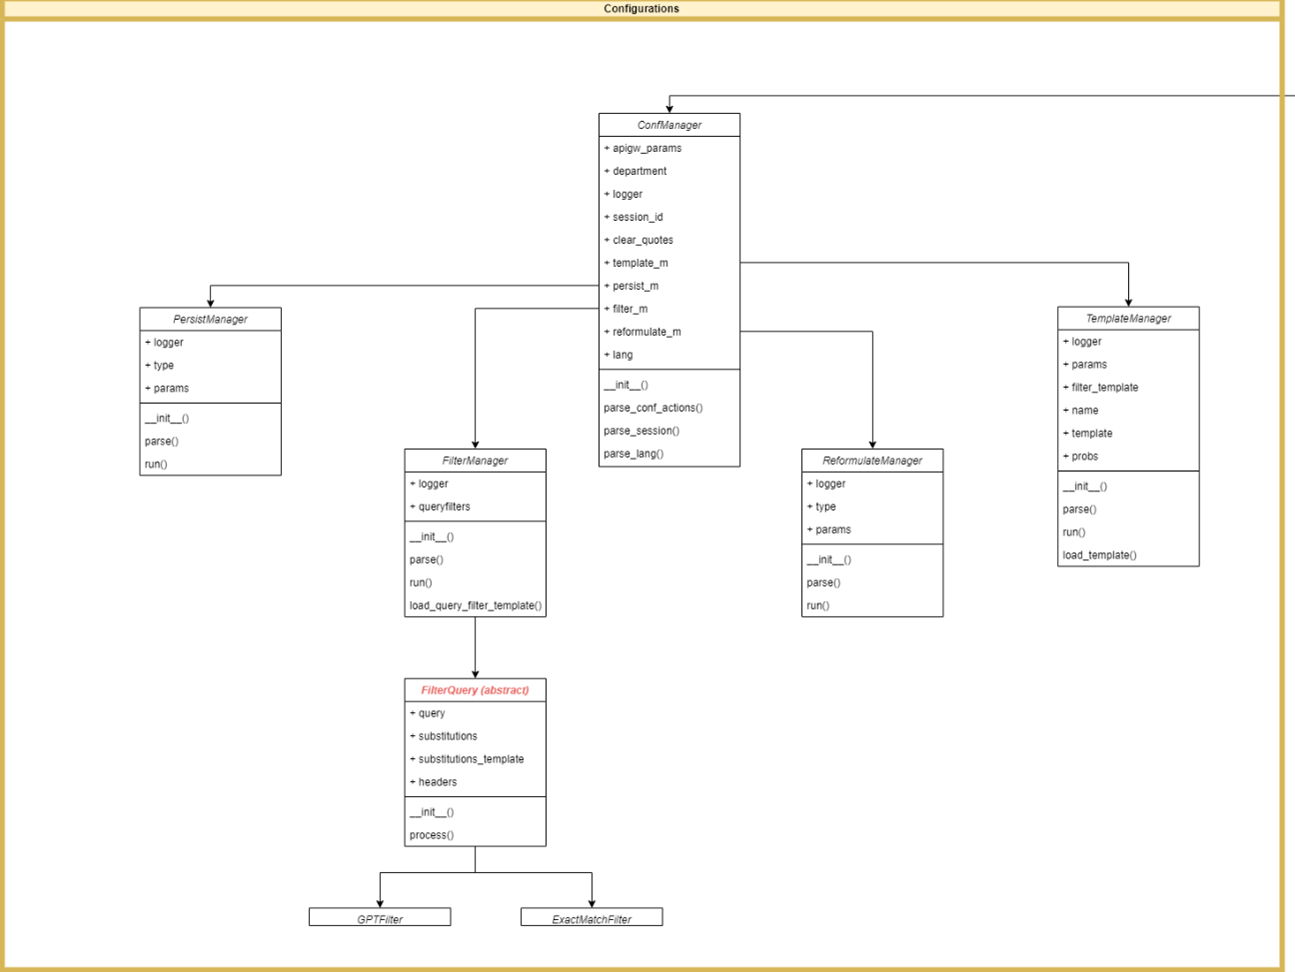 Configurations
ConfManager
+ apigw_params
+ department
+ logger
+ session_id
+ clear_quotes
+ template_m
+ persist_m
+ filter_m
+ reformulate_m
+ lang
__init__()
parse_conf_actions()
parse_session()
parse_lang()
PersistManager
+ logger
+ type
+ params
__init__()
parse()
run()
FilterManager
+ logger
+ queryfilters
__init__()
parse()
run()
load_query_filter_template()
ReformulateManager
+ logger
+ type
+ params
__init__()
parse()
run()
TemplateManager
+ logger
+ params
+ filter_template
+ name
+ template
+ probs
__init__()
parse()
run()
load_template()
FilterQuery (abstract)
+ query
+ substitutions
+ substitutions_template
+ headers
__init__()
process()
GPTFilter
ExactMatchFilter